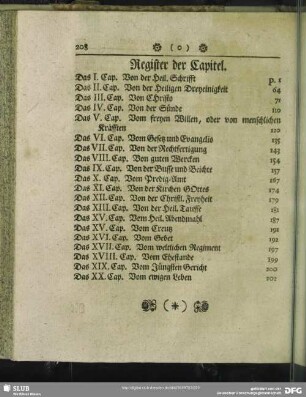 208 ❁ ( o ) ❁
Register der Capitel.
Das I. Cap. Von der Heil. Schrifft p. 1
Das II. Cap. Von der Heiligen Dreyeinigkeit 64
Das III. Cap. Von CHristo 71
Das IV. Cap. Von der Sünde 110
Das V. Cap. Vom freyen Willen, oder von menschlichen
Kräfften 120
Das VI. Cap. Vom Gesetz und Evangelio 135
Das VII. Cap. Von der Rechtfertigung 143
Das VIII. Cap. Von guten Wercken 154
Das IX. Cap. Von der Busse und Beichte 157
Das X. Cap. Vom Predig-Amt 167
Das XI. Cap. Von der Kirchen GOttes 174
Das XII. Cap. Von der Christl. Freyheit 179
Das XIII. Cap. Von der Heil. Tauffe 181
Das XV. Cap. Vom Heil. Abendmahl 187
Das XV. Cap. Vom Creutz 191
Das XVI. Cap. Vom Gebet 192
Das XVII. Cap. Vom weltlichen Regiment 197
Das XVIII. Cap. Vom Ehestande 199
Das XIX. Cap. Vom Jüngsten Gericht 200
Das XX. Cap. Vom ewigen Leben 202
SLUB